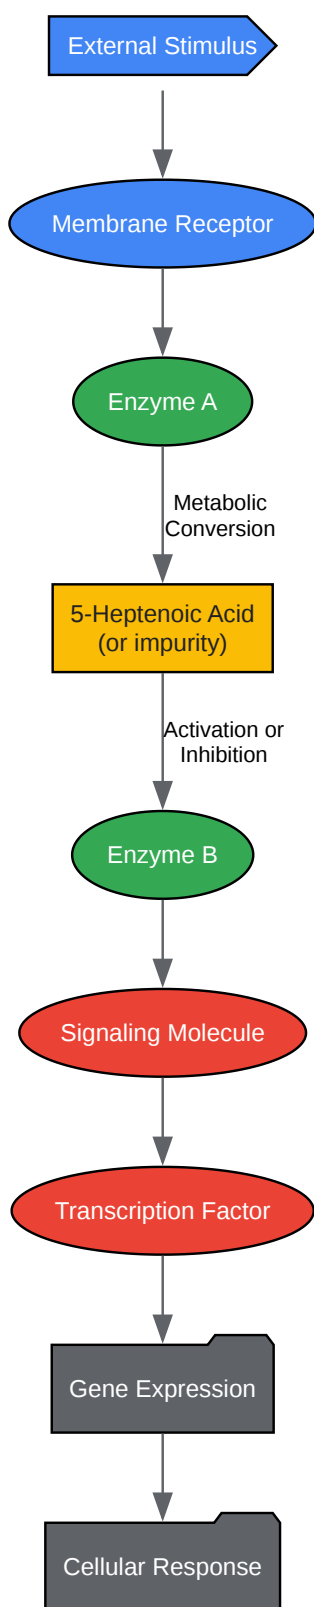 External Stimulus
Membrane Receptor
Enzyme A
Metabolic
Conversion
5-Heptenoic Acid
(or impurity)
Activation or
Inhibition
Enzyme B
Signaling Molecule
Transcription Factor
Gene Expression
Cellular Response